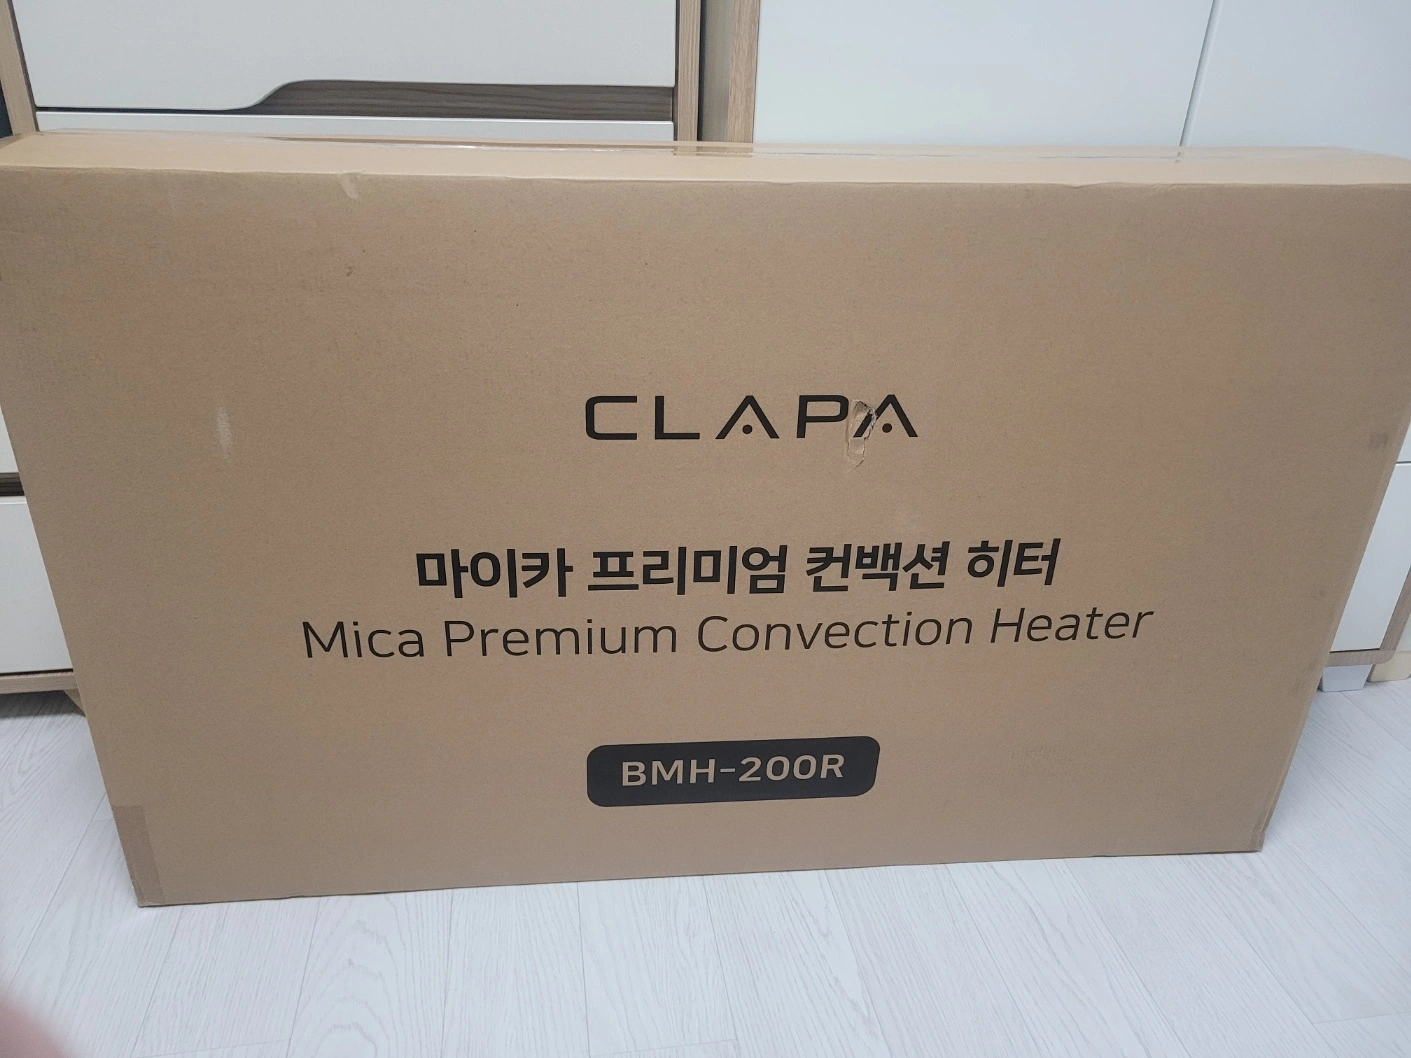 CLAPA
마이카 프리미엄 컨백션 히터
Mica Premium Convection Heater
BMH-200R